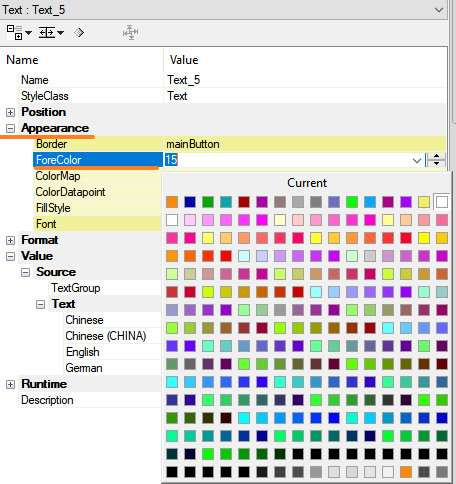 Text : Text_5
Name Value
Name Text_5
StyleClass Text
Position
Appearance
Border mainButton
ForeColor 15
ColorMap
ColorDatapoint
FillStyle
Font
Current
Format
Value
Source
TextGroup
Text
Chinese
Chinese (CHINA)
English
German
Runtime
Description